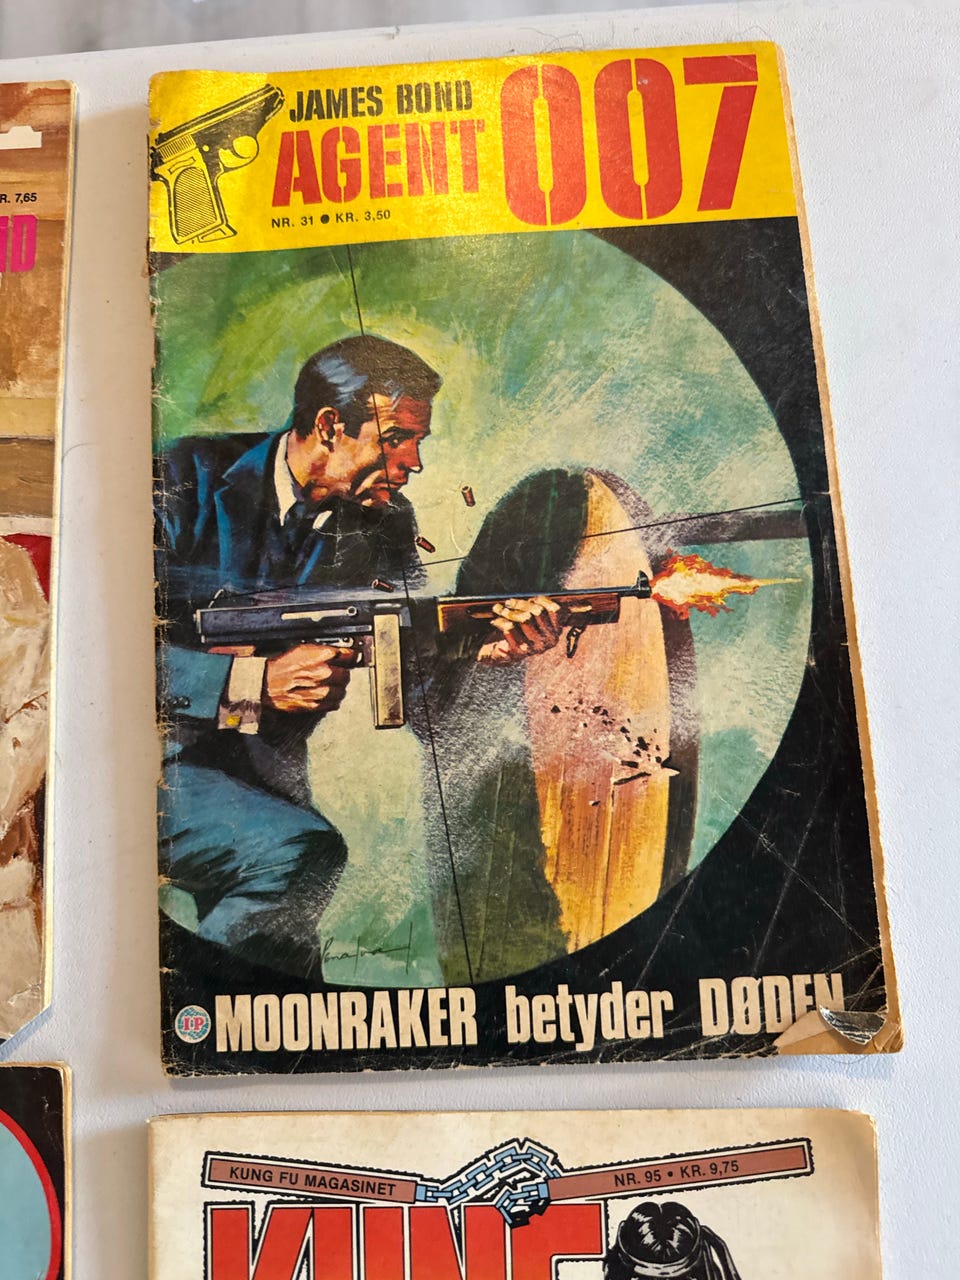 R. 7,65
JAMES BOND
AGENT 007
NR. 31 ● KR. 3,50
I·P
MOONRAKER betyder DØDEN
KUNG FU MAGASINET
NR. 95 • KR. 9,75